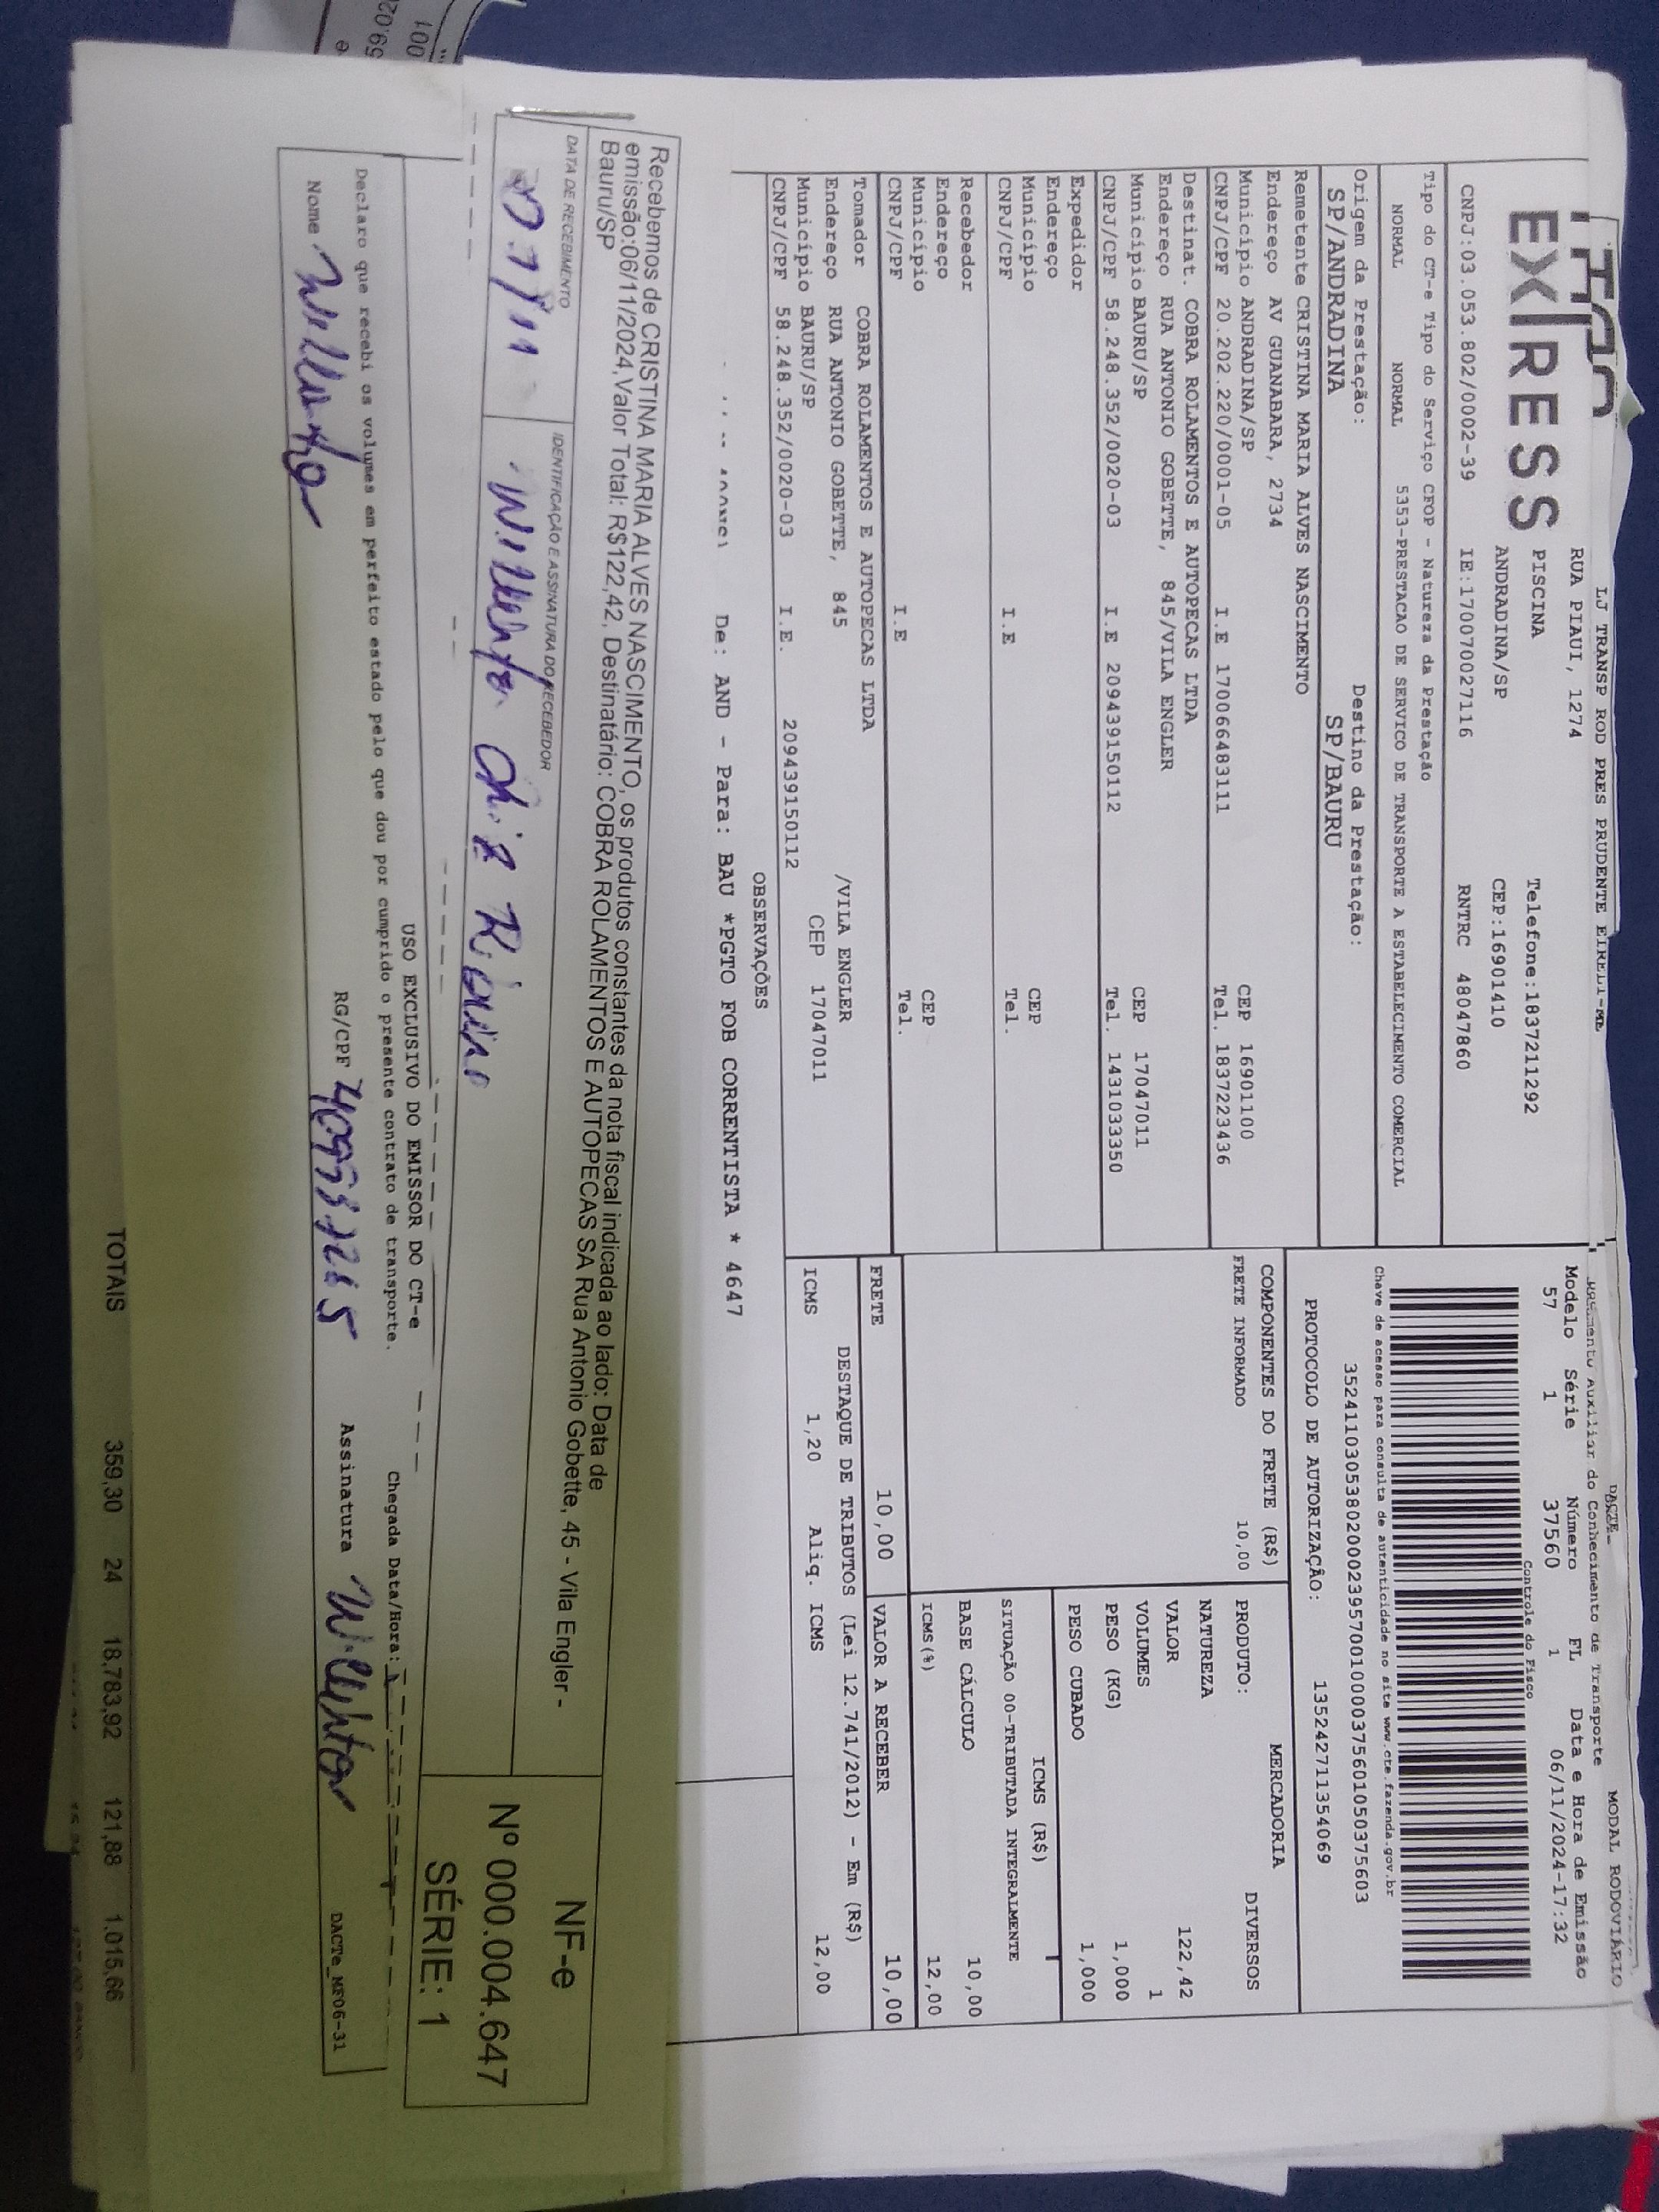 EXPRESS
LJ TRANSP ROD PRES PRUDENTE EIRELI-ME
RUA PIAUI, 1274
PISCINA
Telefone:1837211292
ANDRADINA/SP
CEP:16901410
CNPJ:03.053.802/0002-39 IE:170070027116 RNTRC 48047860
DACTE
MODAL RODOVIÁRIO
Documento Auxiliar do Conhecimento de Transporte
Modelo Série Número FL Data e Hora de Emissão
57 1 37560 1 06/11/2024-17:32
Controle do Fisco
Chave de acesso para consulta de autenticidade no site www.cte.fazenda.gov.br
35241103053802000239570010000375601050375603
PROTOCOLO DE AUTORIZAÇÃO: 135242711354069
Tipo do CT-e Tipo do Serviço CFOP - Natureza da Prestação
NORMAL NORMAL 5353-PRESTACAO DE SERVICO DE TRANSPORTE A ESTABELECIMENTO COMERCIAL
Origem da Prestação: Destino da Prestação:
SP/ANDRADINA SP/BAURU
Remetente CRISTINA MARIA ALVES NASCIMENTO
Endereço AV GUANABARA, 2734
Município ANDRADINA/SP CEP 16901100
CNPJ/CPF 20.202.220/0001-05 I.E 170066483111 Tel. 1837223436
Destinat. COBRA ROLAMENTOS E AUTOPECAS LTDA
Endereço RUA ANTONIO GOBETTE, 845/VILA ENGLER
Município BAURU/SP CEP 17047011
CNPJ/CPF 58.248.352/0020-03 I.E 209439150112 Tel. 1431033350
Expedidor
Endereço
Município CEP
CNPJ/CPF I.E Tel.
Recebedor
Endereço
Município CEP
CNPJ/CPF I.E Tel.
Tomador COBRA ROLAMENTOS E AUTOPECAS LTDA
Endereço RUA ANTONIO GOBETTE, 845 /VILA ENGLER
Município BAURU/SP CEP 17047011
CNPJ/CPF 58.248.352/0020-03 I.E. 209439150112
COMPONENTES DO FRETE (R$)
FRETE INFORMADO 10,00
MERCADORIA
PRODUTO: DIVERSOS
NATUREZA
VALOR 122,42
VOLUMES 1
PESO (KG) 1,000
PESO CUBADO 1,000
ICMS (R$)
SITUAÇÃO 00-TRIBUTADA INTEGRALMENTE
BASE CÁLCULO 10,00
ICMS (%) 12,00
FRETE 10,00 VALOR A RECEBER 10,00
DESTAQUE DE TRIBUTOS (Lei 12.741/2012) - Em (R$)
ICMS 1,20 Aliq. ICMS 12,00
OBSERVAÇÕES
De: AND - Para: BAU *PGTO FOB CORRENTISTA * 4647
Recebemos de CRISTINA MARIA ALVES NASCIMENTO, os produtos constantes da nota fiscal indicada ao lado: Data de
emissão:06/11/2024,Valor Total: R$122,42, Destinatário: COBRA ROLAMENTOS E AUTOPECAS SA Rua Antonio Gobette, 45 - Vila Engler -
Bauru/SP
DATA DE RECEBIMENTO IDENTIFICAÇÃO E ASSINATURA DO RECEBEDOR
NF-e
Nº 000.004.647
SÉRIE: 1
USO EXCLUSIVO DO EMISSOR DO CT-e
Declaro que recebi os volumes em perfeito estado pelo que dou por cumprido o presente contrato de transporte. Chegada Data/Hora:
Nome RG/CPF Assinatura
DACTe_MF06-31
TOTAIS 359,30 24 18.783,92 121,88 1.015,66